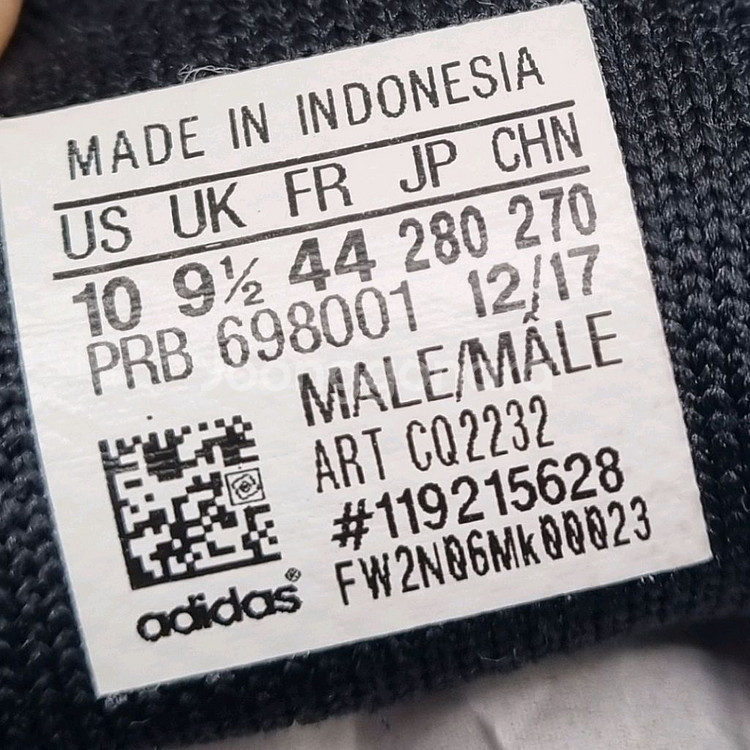 MADE IN INDONESIA
US UK FR JP CHN
10 9½ 44 280 270
PRB 698001 12/17
MALE/MÂLE
ART CQ2232
#119215628
FW2N06Mk00023
adidas®